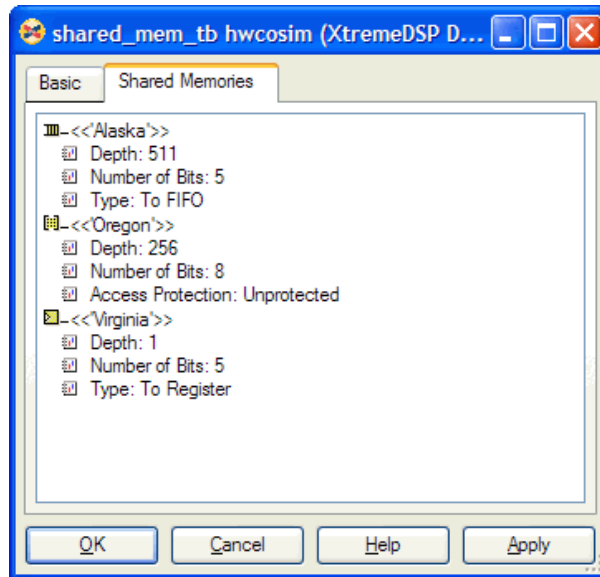 shared_mem_tb hwcosim (XtremeDSP D...
Basic Shared Memories
<<'Alaska'>>
Depth: 511
Number of Bits: 5
Type: To FIFO
<<'Oregon'>>
Depth: 256
Number of Bits: 8
Access Protection: Unprotected
<<'Virginia'>>
Depth: 1
Number of Bits: 5
Type: To Register
OK Cancel Help Apply